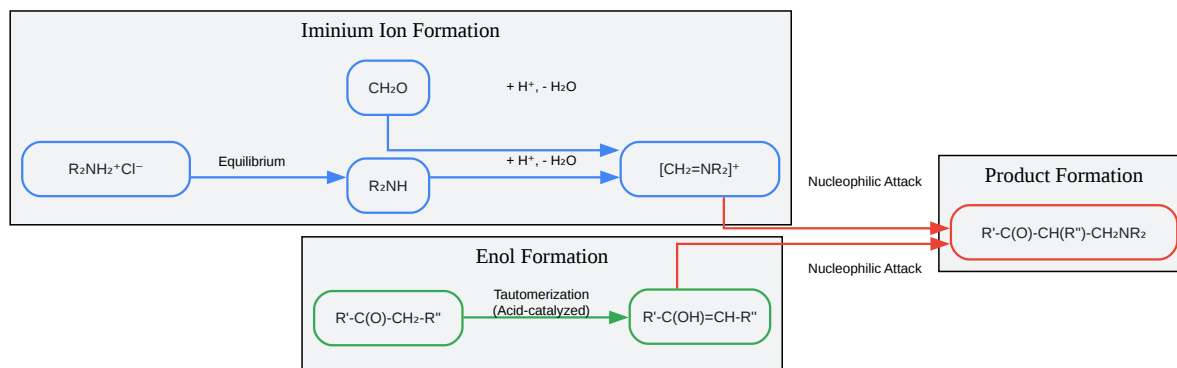 Iminium Ion Formation
CH₂O
+ H⁺, - H₂O
R₂NH₂⁺Cl⁻
Equilibrium
R₂NH
+ H⁺, - H₂O
[CH₂=NR₂]⁺
Nucleophilic Attack
Product Formation
R'-C(O)-CH(R")-CH₂NR₂
Nucleophilic Attack
Enol Formation
R'-C(O)-CH₂-R"
Tautomerization
(Acid-catalyzed)
R'-C(OH)=CH-R"